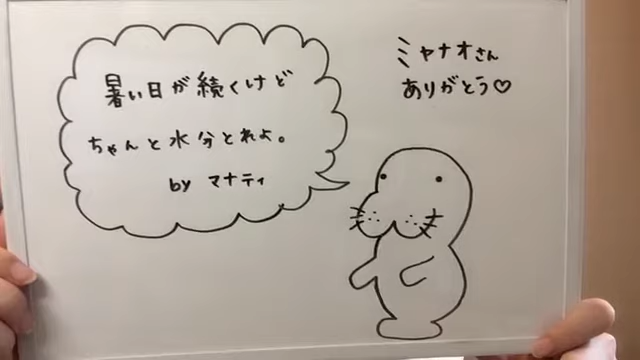 暑い日が続くけど
ちゃんと水分とれよ。
by マナティ
ミヤナオさん
ありがとう♡